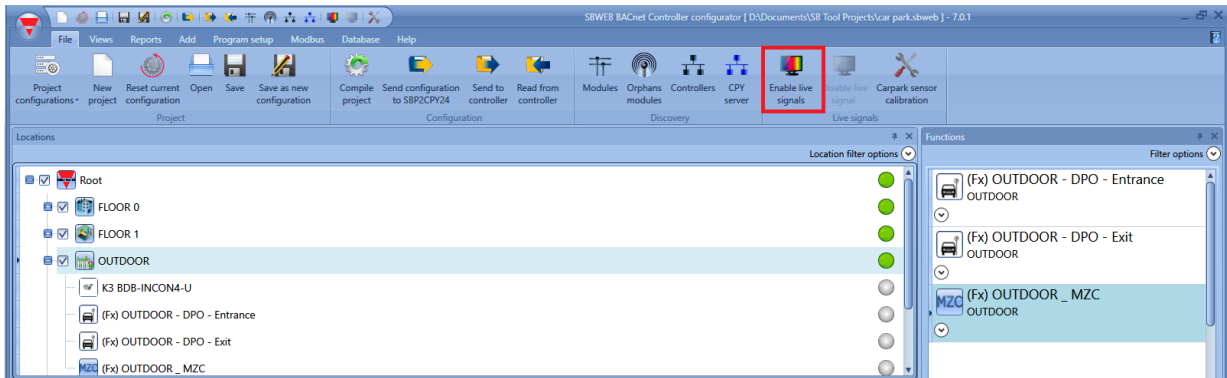 SBWEB BACnet Controller configurator [ D:\Documents\SB Tool Projects\car park.sbweb ] - 7.0.1
File Views Reports Add Program setup Modbus Database Help
Project configurations
New project
Reset current configuration
Open
Save
Save as new configuration
Compile project
Send configuration to SBP2CPY24
Send to controller
Read from controller
Modules
Orphans modules
Controllers
CPY server
Enable live signals
Disable live signal
Carpark sensor calibration
Project
Configuration
Discovery
Live signals
Locations
Location filter options
Root
FLOOR 0
FLOOR 1
OUTDOOR
K3 BDB-INCON4-U
(Fx) OUTDOOR - DPO - Entrance
(Fx) OUTDOOR - DPO - Exit
MZC (Fx) OUTDOOR _ MZC
Functions
Filter options
(Fx) OUTDOOR - DPO - Entrance
OUTDOOR
(Fx) OUTDOOR - DPO - Exit
OUTDOOR
MZC (Fx) OUTDOOR _ MZC
OUTDOOR